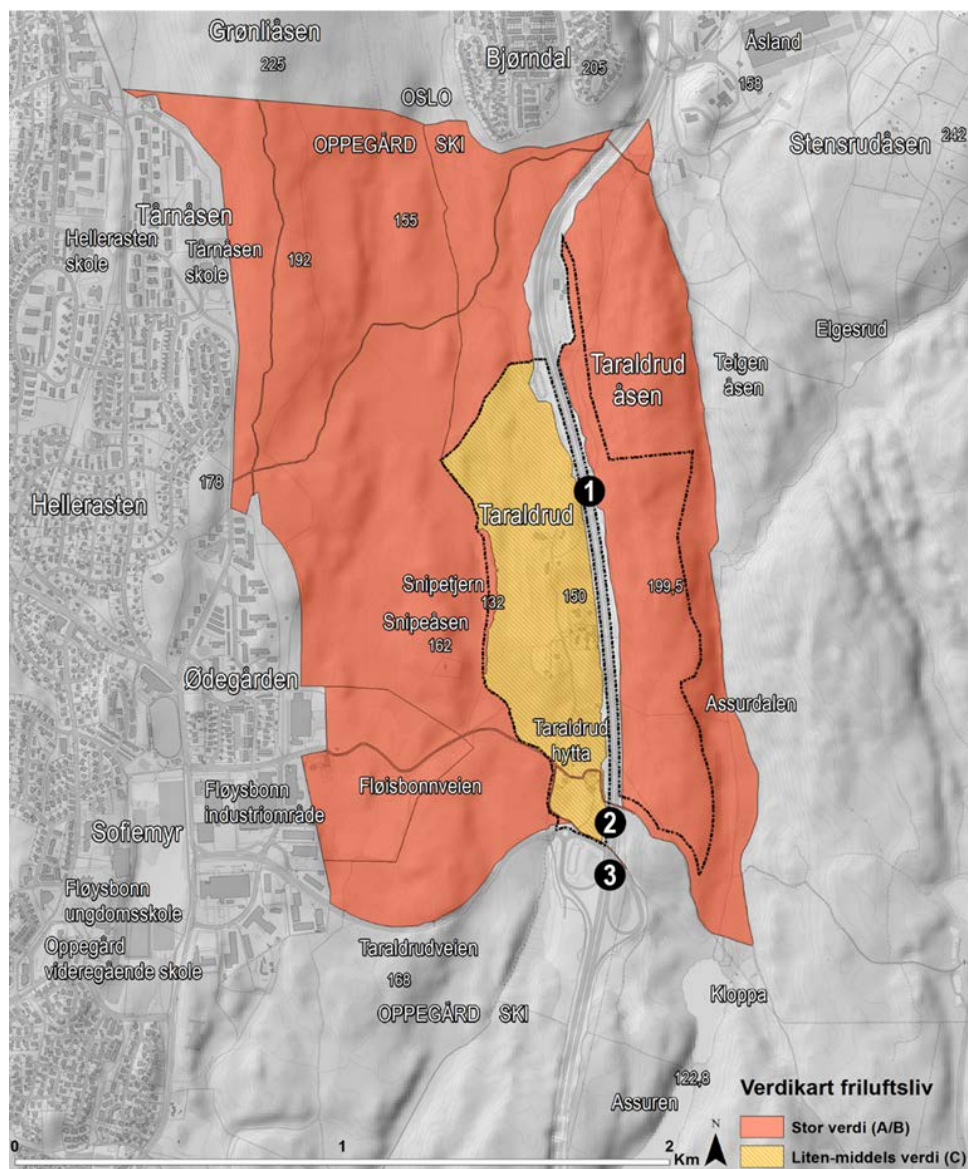 Grønliåsen
225
Bjørndal
205
Åsland
158
OSLO
OPPEGÅRD SKI
Stensrudåsen
242
Tårnåsen
Hellerasten
skole
Tårnåsen
skole
155
192
Elgesrud
Taraldrud
åsen
Teigen
åsen
178
Hellerasten
1
Taraldrud
Snipetjern
132
150
199,5
Snipeåsen
162
Ødegården
Assurdalen
Taraldrud
hytta
Fløysbonn
industriområde
Fløisbonnveien
Sofiemyr
2
3
Fløysbonn
ungdomsskole
Oppegård
videregående skole
Taraldrudveien
168
OPPEGÅRD SKI
Kloppa
122,8
Assuren
Verdikart friluftsliv
Stor verdi (A/B)
Liten-middels verdi (C)
0
1
2
Km
N